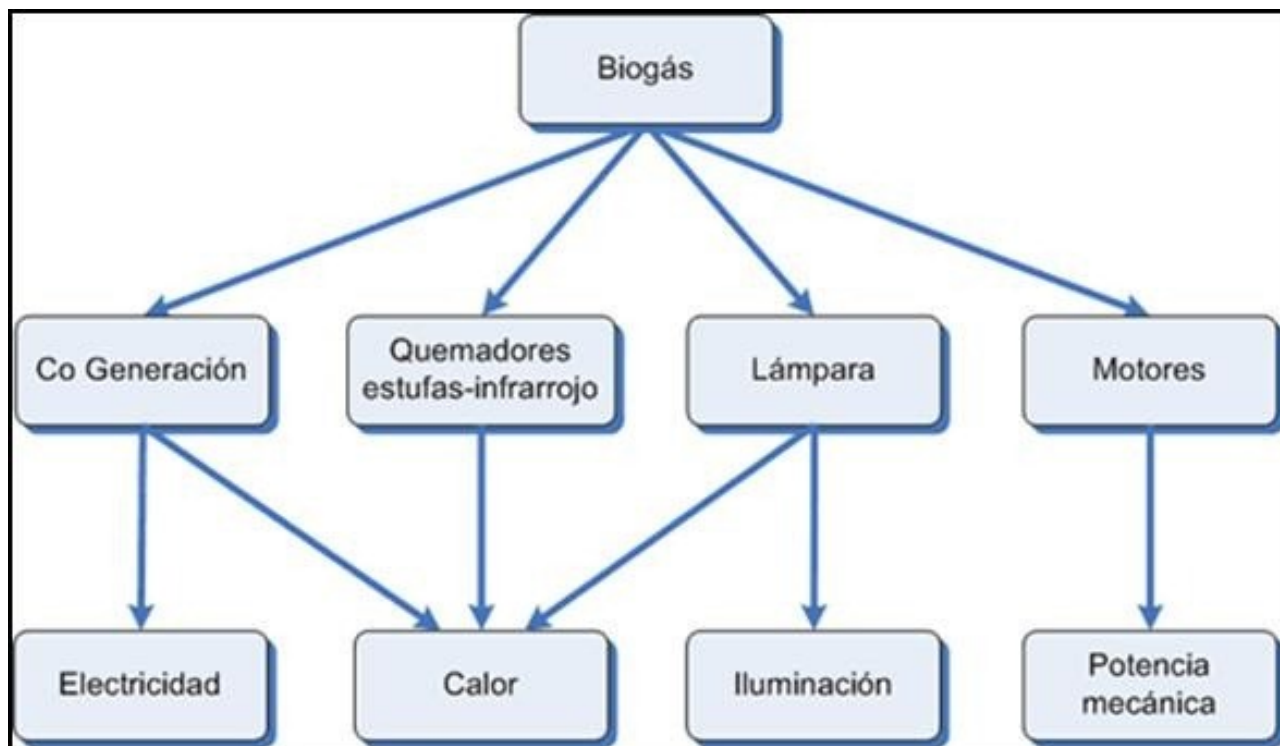 Biogás
Co Generación
Quemadores
estufas-infrarrojo
Lámpara
Motores
Electricidad
Calor
Iluminación
Potencia
mecánica